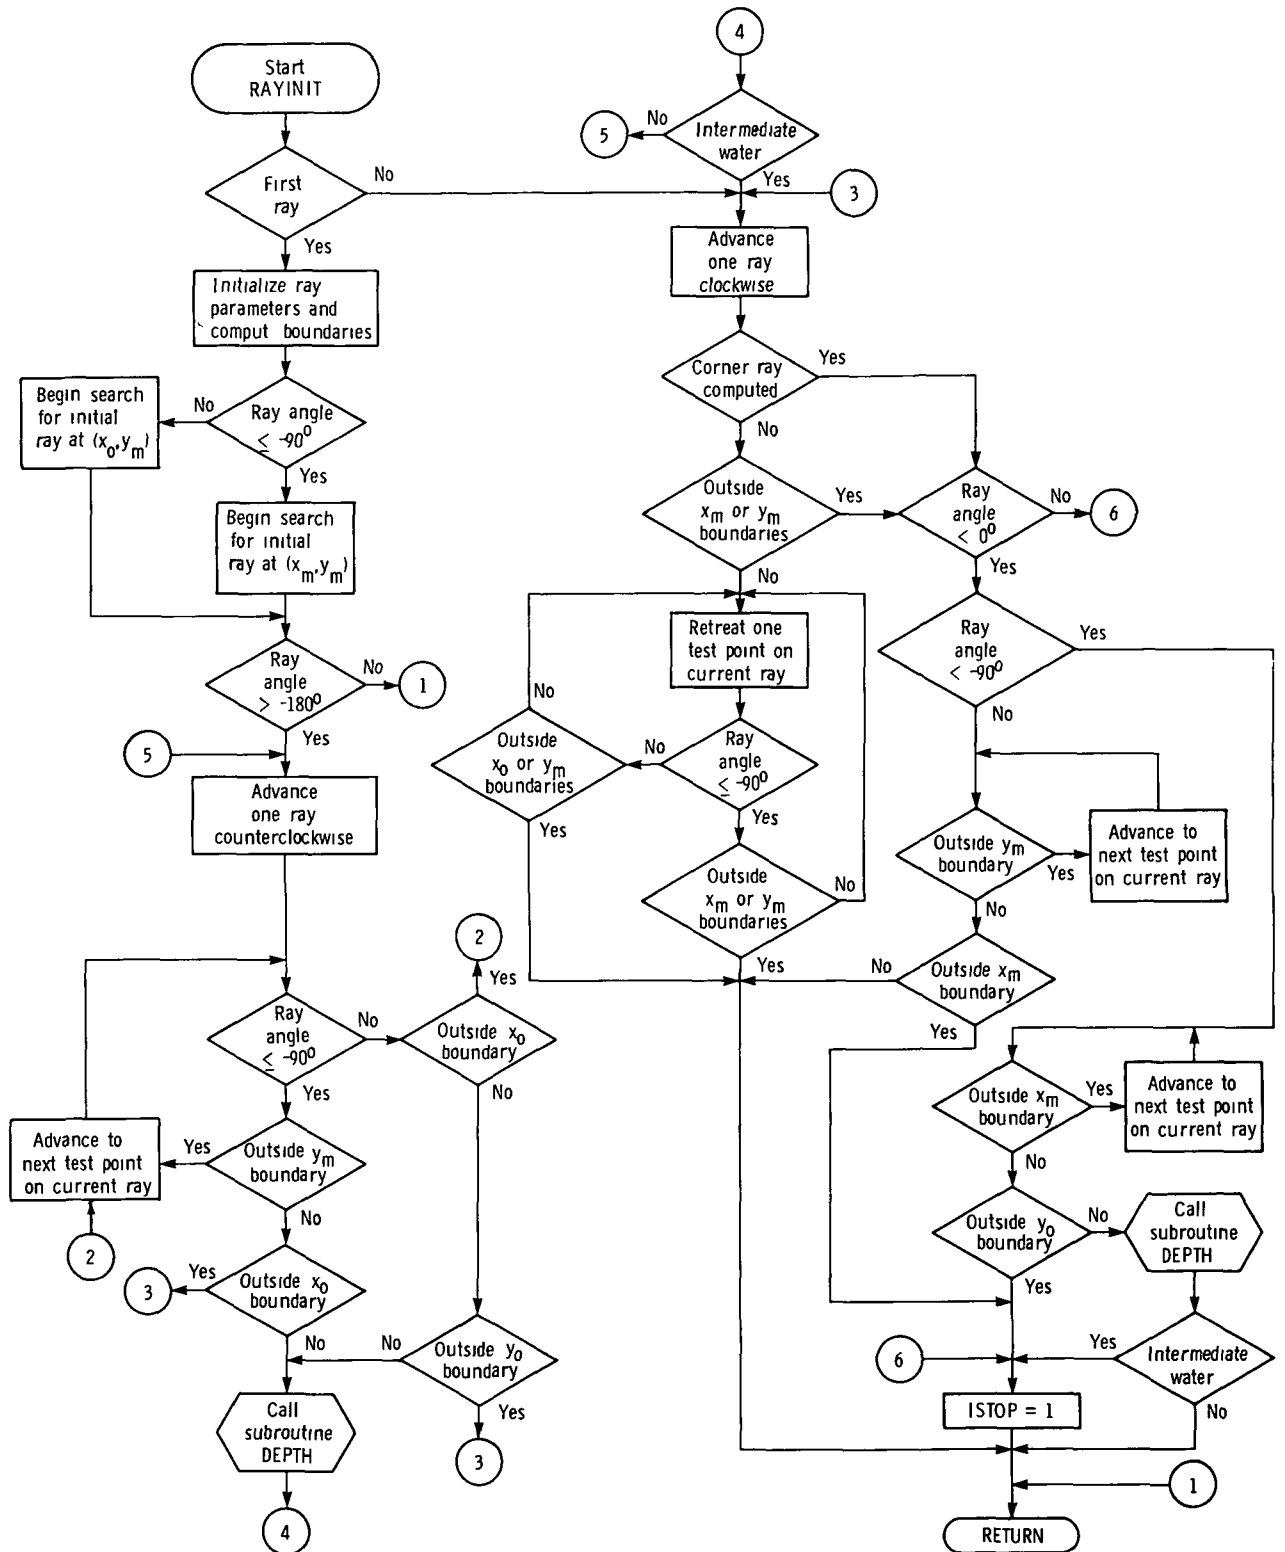 Start
RAYINIT
First
ray
No
Yes
Initialize ray
parameters and
comput boundaries
Ray angle
≤ -90⁰
No
Yes
Begin search
for initial
ray at (x₀,yₘ)
Begin search
for initial
ray at (xₘ,yₘ)
Ray
angle
> -180⁰
No
1
Yes
5
Advance
one ray
counterclockwise
Ray
angle
≤ -90⁰
No
Yes
Outside x₀
boundary
Yes
2
No
Outside yₘ
boundary
Yes
No
Advance to
next test point
on current ray
2
Outside x₀
boundary
Yes
3
No
Outside y₀
boundary
No
Yes
3
Call
subroutine
DEPTH
4
4
Intermediate
water
No
5
Yes
3
Advance
one ray
clockwise
Corner ray
computed
Yes
No
Outside
xₘ or yₘ
boundaries
Yes
No
Ray
angle
< 0⁰
No
6
Yes
Retreat one
test point on
current ray
Ray
angle
≤ -90⁰
No
Yes
Outside
x₀ or yₘ
boundaries
No
Yes
Outside
xₘ or yₘ
boundaries
No
Yes
Ray
angle
< -90⁰
Yes
No
Outside yₘ
boundary
Yes
No
Advance to
next test point
on current ray
Outside xₘ
boundary
No
Yes
Outside xₘ
boundary
Yes
No
Advance to
next test point
on current ray
Outside y₀
boundary
No
Yes
Call
subroutine
DEPTH
Intermediate
water
Yes
No
6
ISTOP = 1
1
RETURN